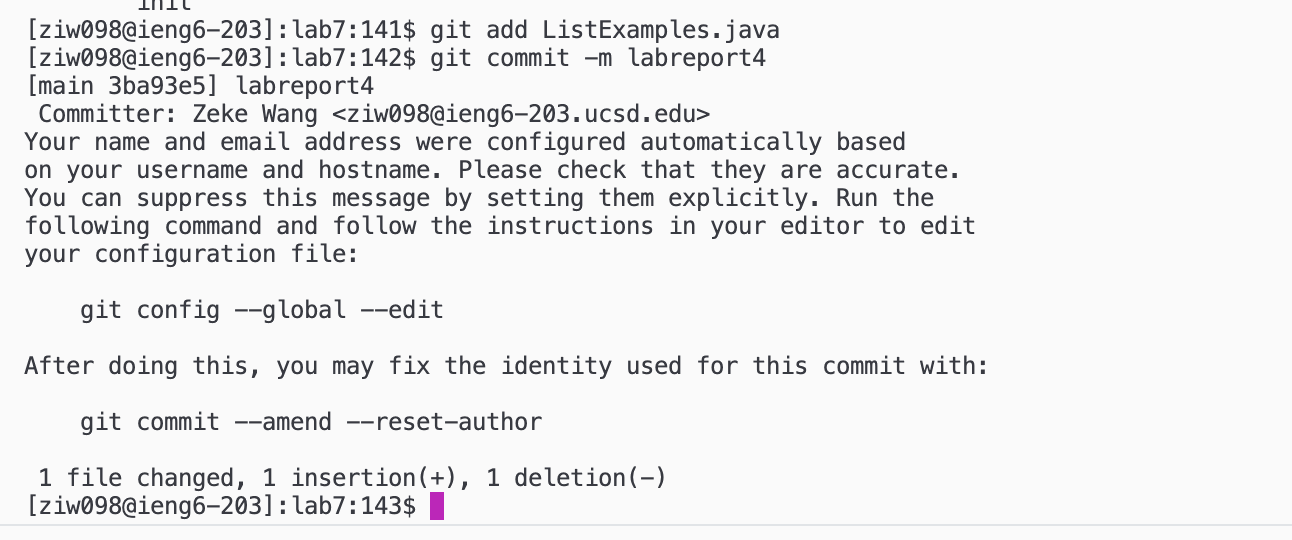 init
[ziw098@ieng6-203]:lab7:141$ git add ListExamples.java
[ziw098@ieng6-203]:lab7:142$ git commit -m labreport4
[main 3ba93e5] labreport4
 Committer: Zeke Wang <ziw098@ieng6-203.ucsd.edu>
Your name and email address were configured automatically based
on your username and hostname. Please check that they are accurate.
You can suppress this message by setting them explicitly. Run the
following command and follow the instructions in your editor to edit
your configuration file:

    git config --global --edit

After doing this, you may fix the identity used for this commit with:

    git commit --amend --reset-author

 1 file changed, 1 insertion(+), 1 deletion(-)
[ziw098@ieng6-203]:lab7:143$